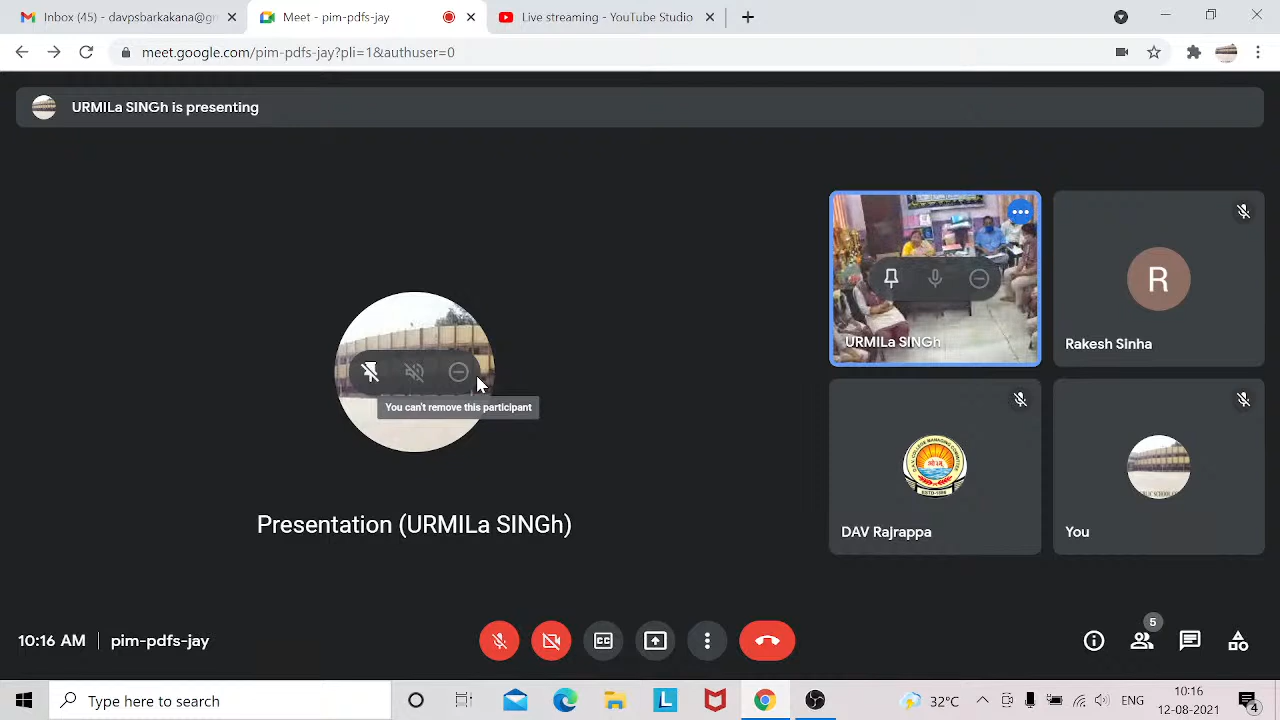 Inbox (45) - davpsbarkakana@gr
Meet - pim-pdfs-jay
Live streaming - YouTube Studio
meet.google.com/pim-pdfs-jay?pli=1&authuser=0
URMILa SINGh is presenting
URMILa SINGh
R
Rakesh Sinha
You can't remove this participant
DAV Rajrappa
You
Presentation (URMILa SINGh)
10:16 AM | pim-pdfs-jay
CC
5
Type here to search
L
32°C
ENG
10:16
12-08-2021
4